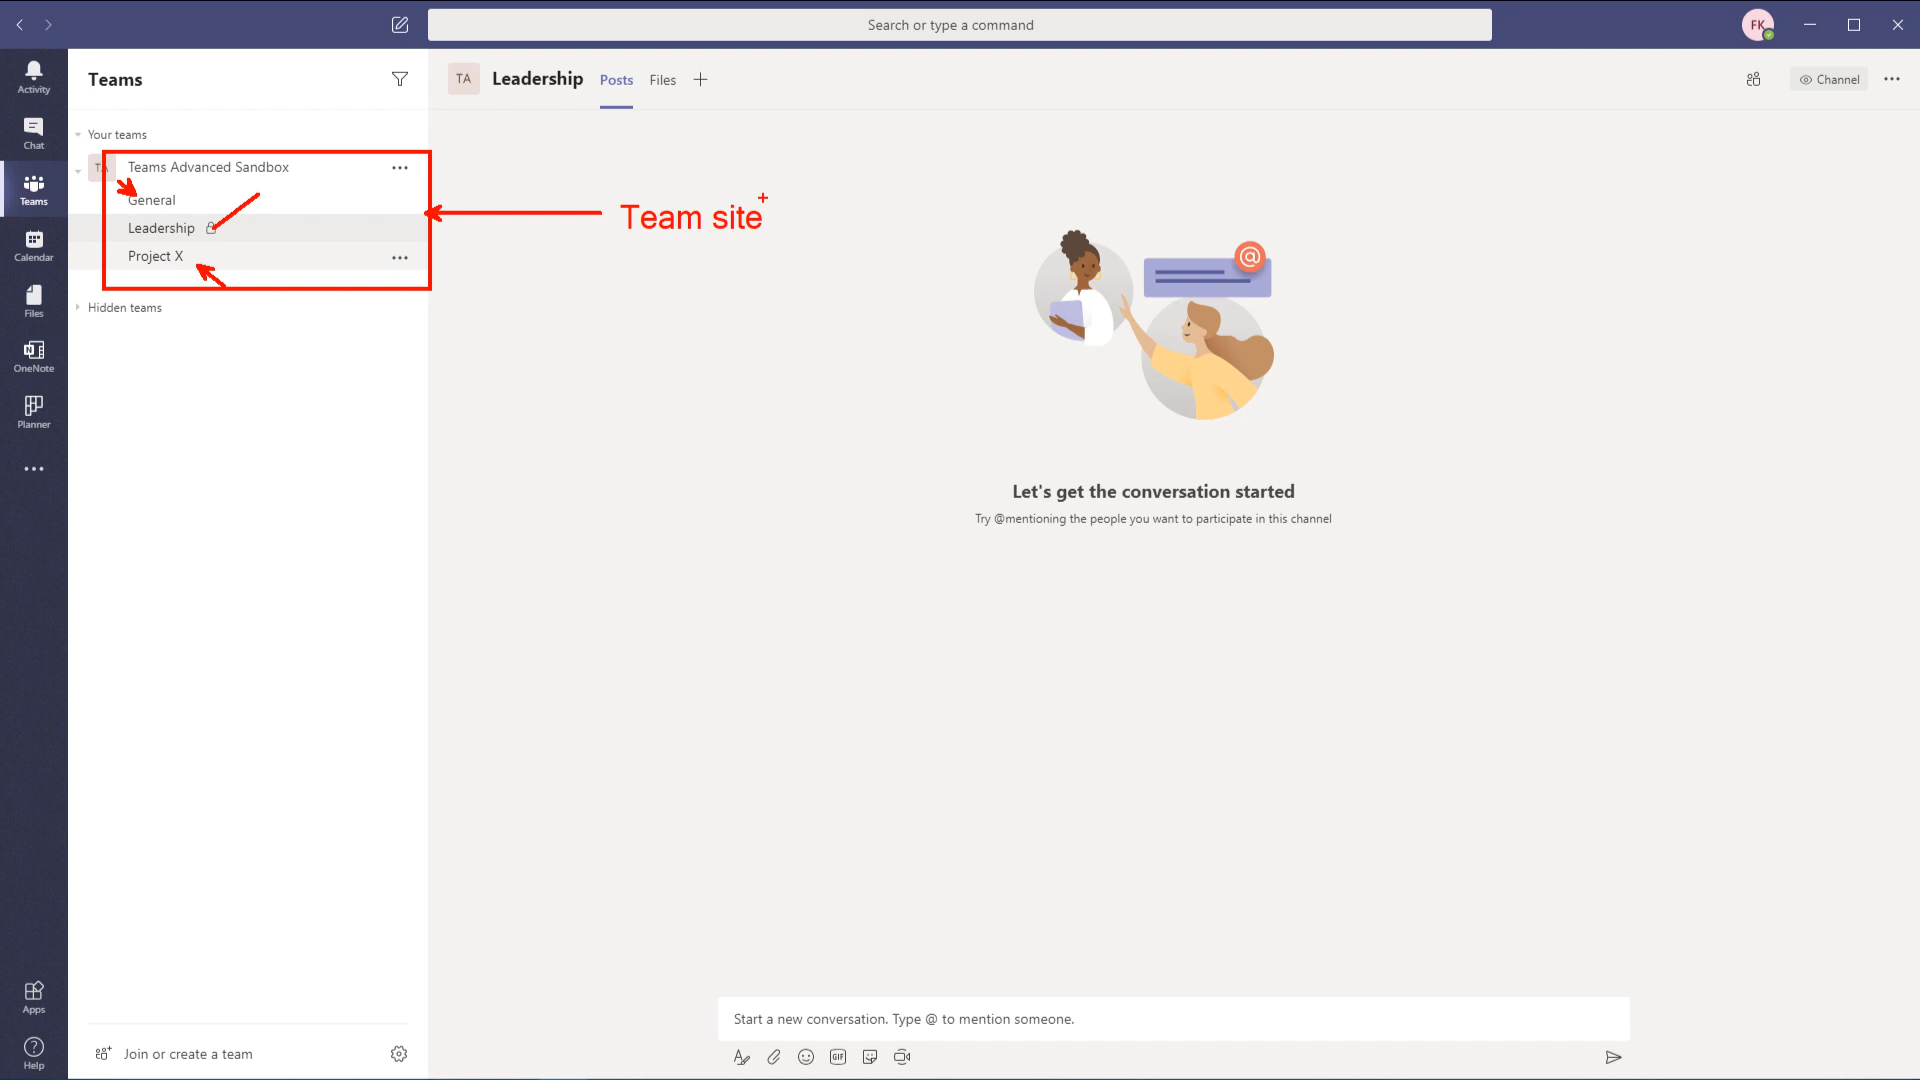 Search or type a command
FK
Activity
Chat
Teams
Calendar
Files
OneNote
Planner
Apps
Help
Teams
Your teams
TA
Teams Advanced Sandbox
General
Leadership
Project X
Hidden teams
Team site
Join or create a team
TA
Leadership
Posts
Files
Channel
@
Let's get the conversation started
Try @mentioning the people you want to participate in this channel
Start a new conversation. Type @ to mention someone.
GIF